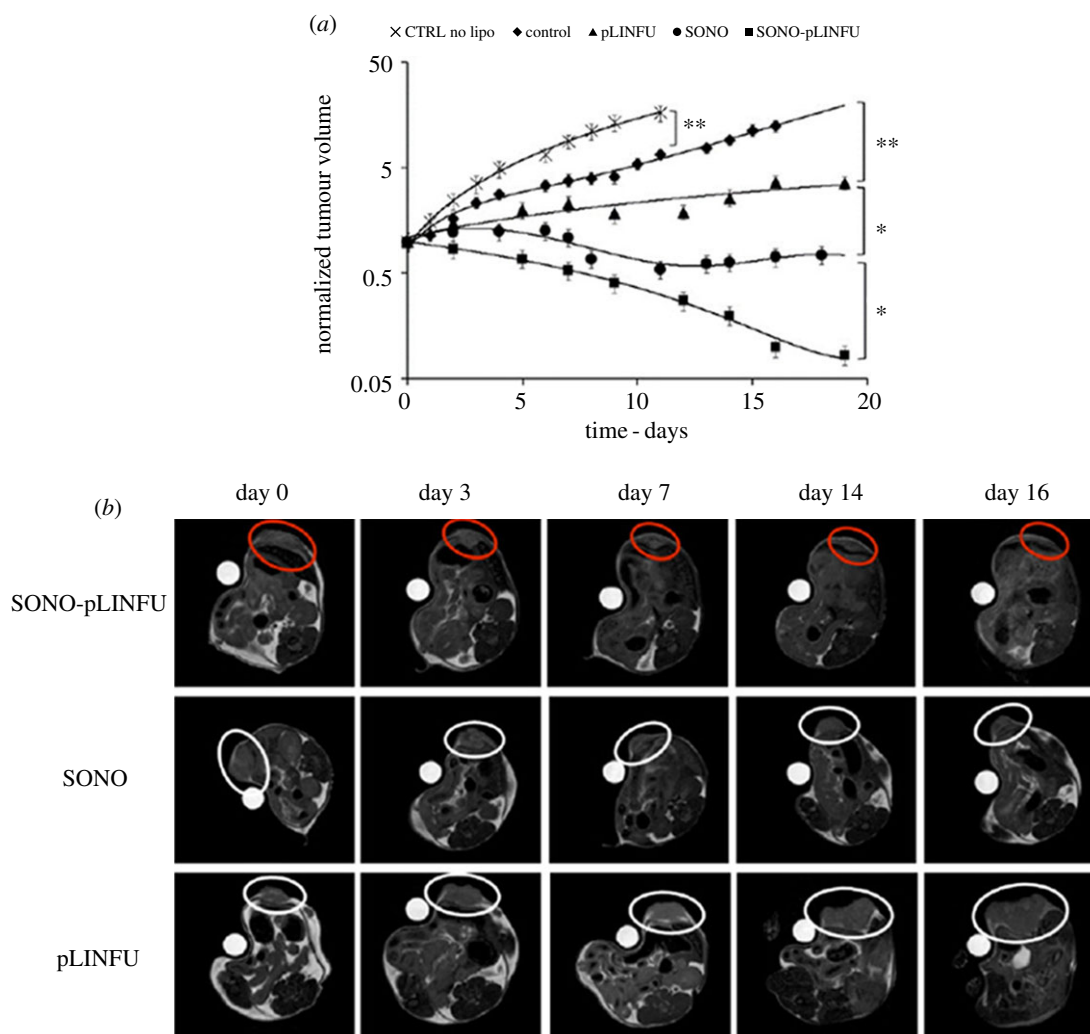 (a)
CTRL no lipo control pLINFU SONO SONO-pLINFU
50
5
0.5
0.05
normalized tumour volume
**
**
*
*
0 5 10 15 20
time - days
(b)
day 0 day 3 day 7 day 14 day 16
SONO-pLINFU
SONO
pLINFU